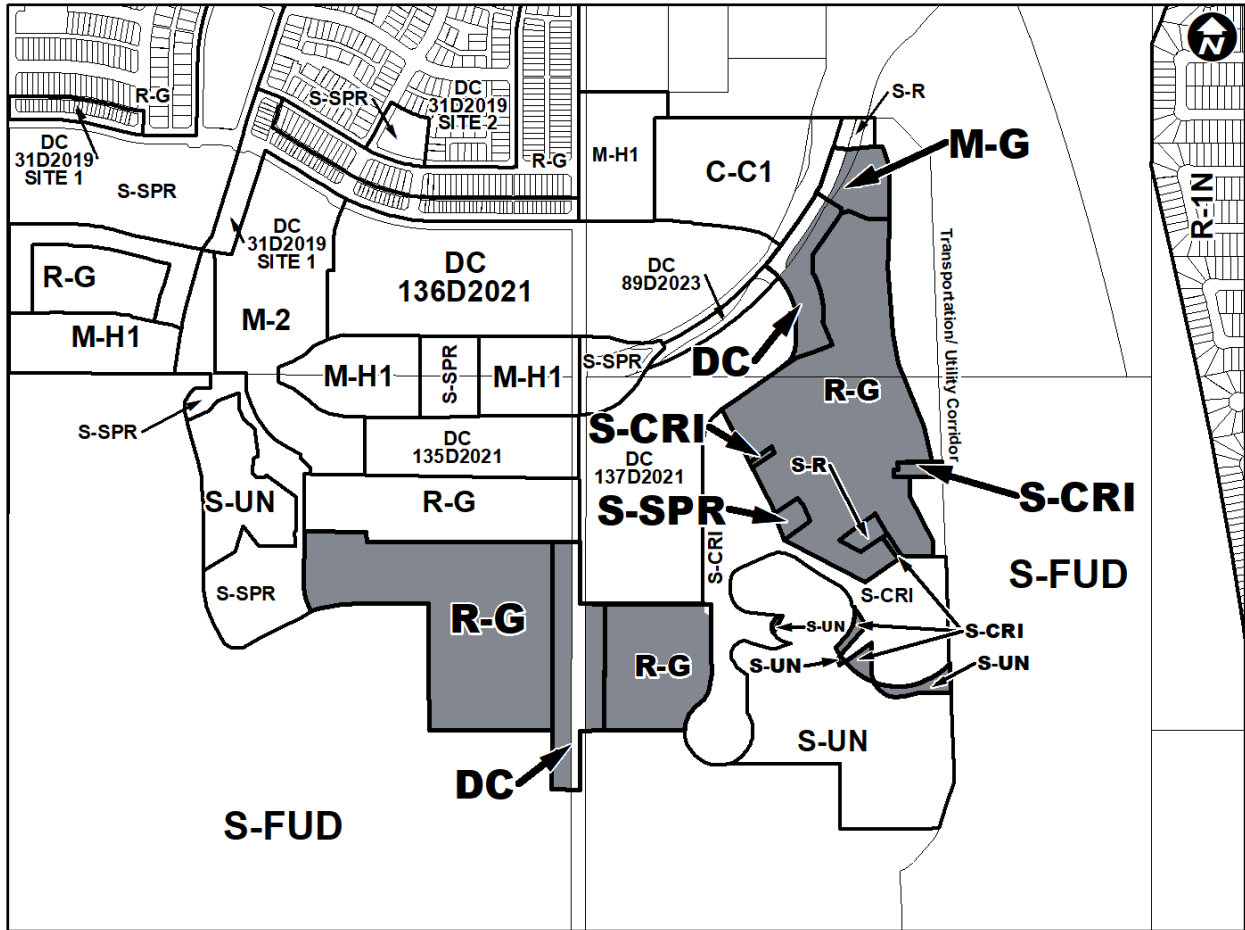 N
S-R
R-G
S-SPR
DC
31D2019
SITE 2
DC
31D2019
SITE 1
S-SPR
R-G
M-H1
C-C1
M-G
R-1N
DC
31D2019
SITE 1
R-G
M-H1
M-2
DC
136D2021
DC
89D2023
Transportation/ Utility Corridor
DC
S-SPR
M-H1
S-SPR
M-H1
R-G
S-SPR
S-CRI
DC
135D2021
DC
137D2021
S-R
S-CRI
S-UN
R-G
S-SPR
S-CRI
S-FUD
S-SPR
S-CRI
R-G
S-UN
S-CRI
R-G
S-UN
S-UN
S-UN
DC
S-FUD